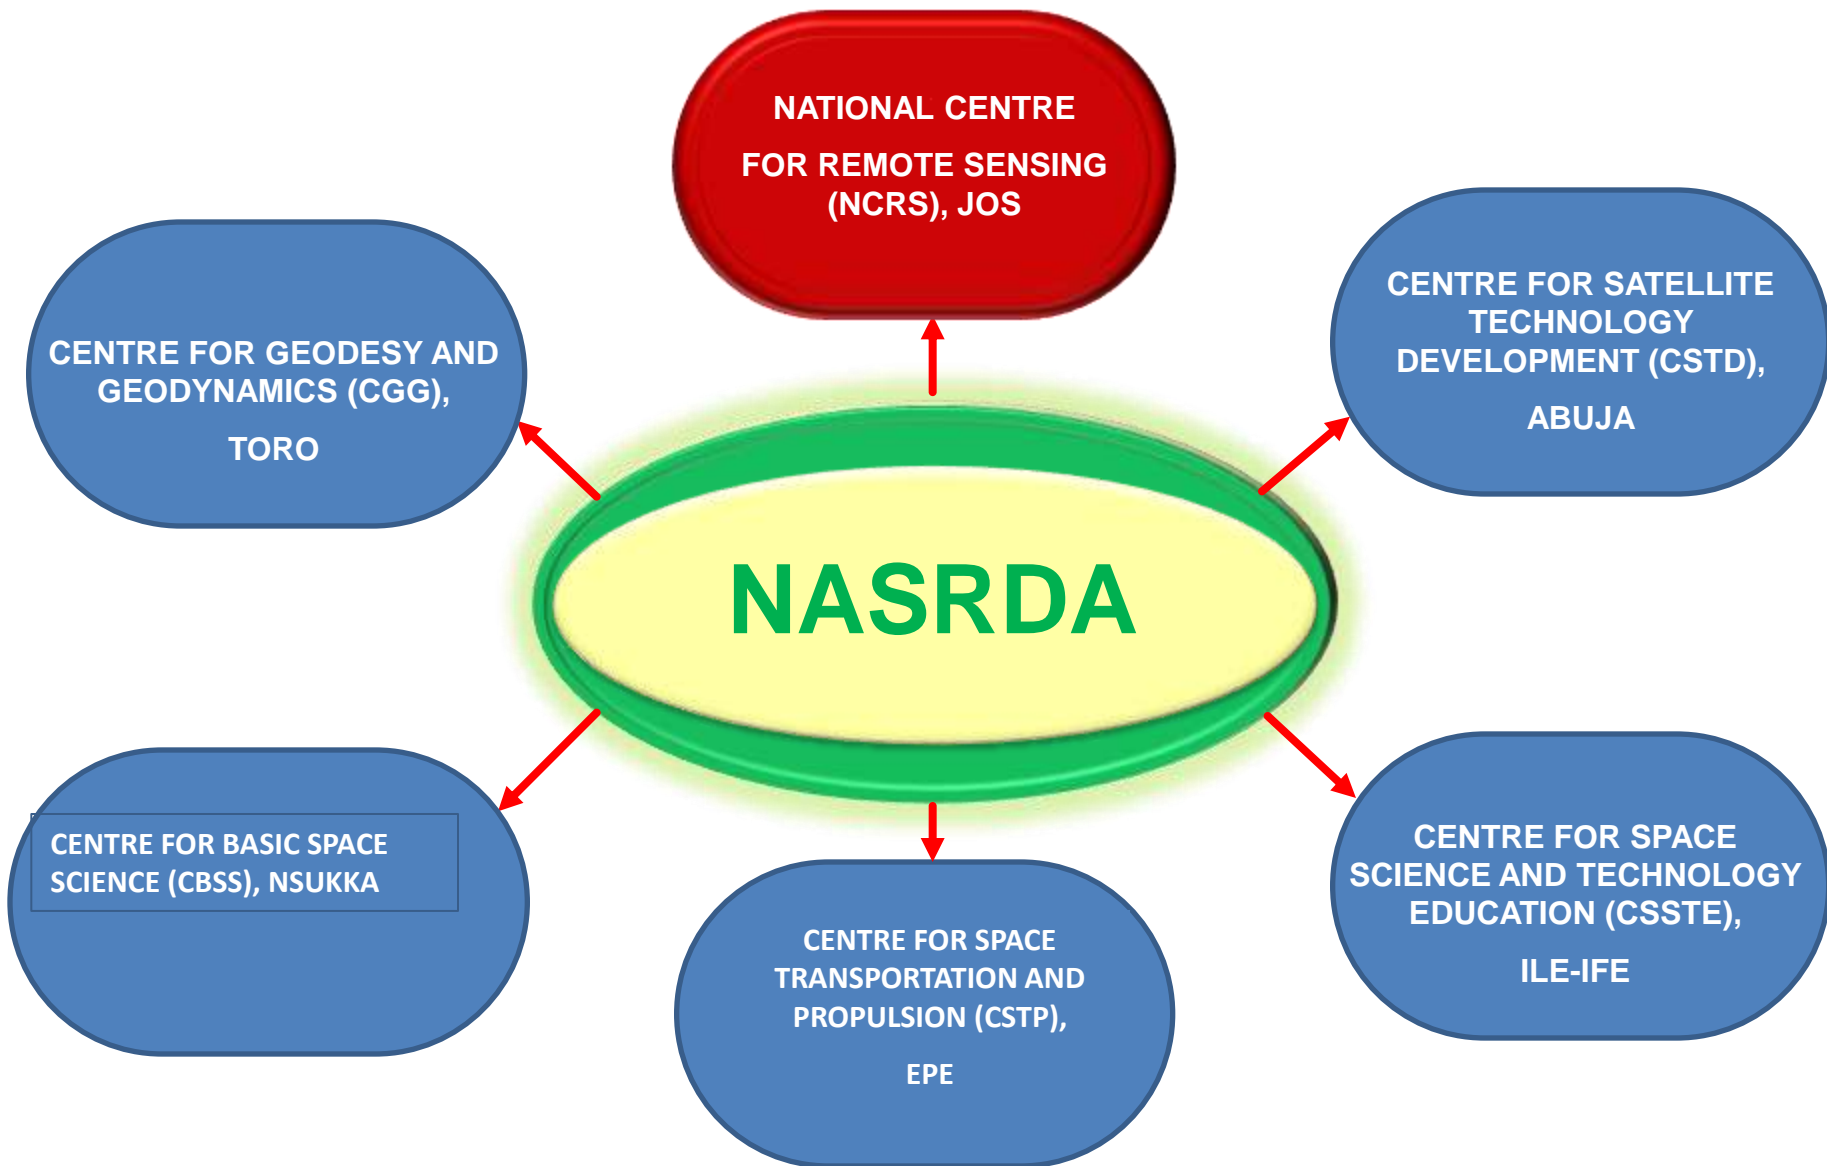 NATIONAL CENTRE
FOR REMOTE SENSING
(NCRS), JOS
CENTRE FOR SATELLITE
TECHNOLOGY
DEVELOPMENT (CSTD),
ABUJA
CENTRE FOR GEODESY AND
GEODYNAMICS (CGG),
TORO
NASRDA
CENTRE FOR BASIC SPACE
SCIENCE (CBSS), NSUKKA
CENTRE FOR SPACE
TRANSPORTATION AND
PROPULSION (CSTP),
EPE
CENTRE FOR SPACE
SCIENCE AND TECHNOLOGY
EDUCATION (CSSTE),
ILE-IFE